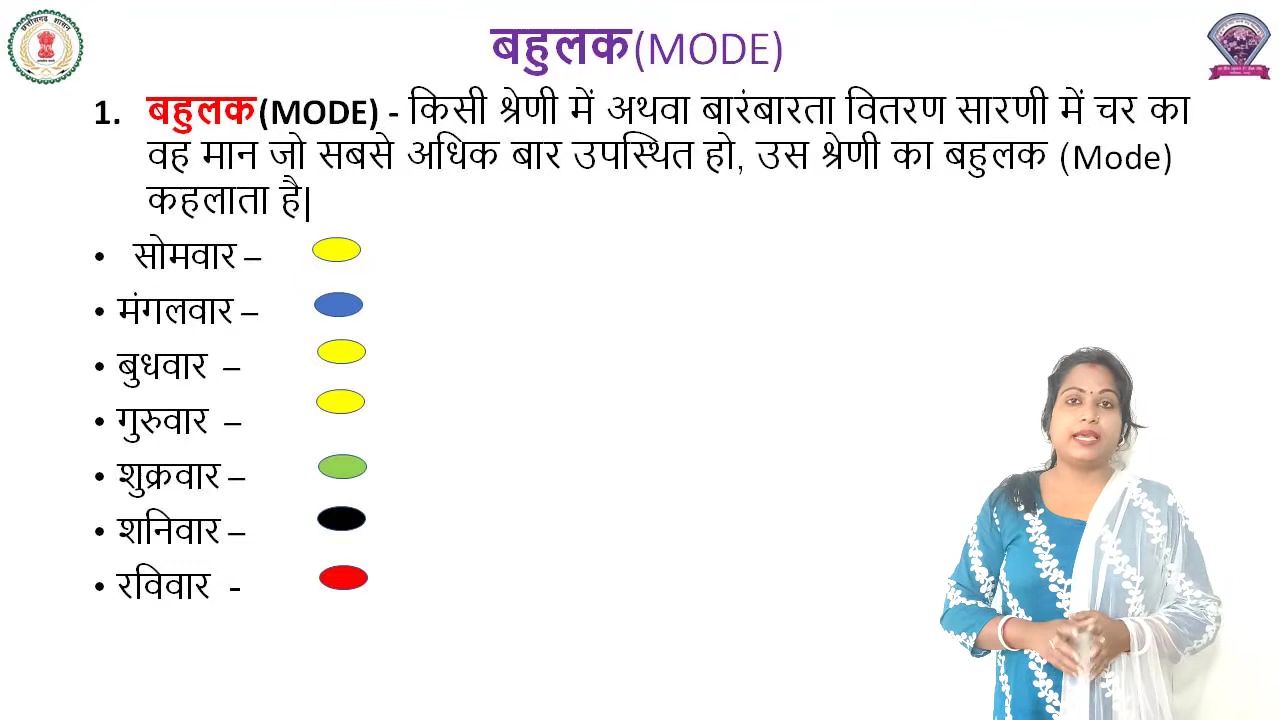 बहुलक(MODE)
1. बहुलक(MODE) - किसी श्रेणी में अथवा बारंबारता वितरण सारणी में चर का
वह मान जो सबसे अधिक बार उपस्थित हो, उस श्रेणी का बहुलक (Mode)
कहलाता है|
• सोमवार –
• मंगलवार –
• बुधवार –
• गुरुवार –
• शुक्रवार –
• शनिवार –
• रविवार -